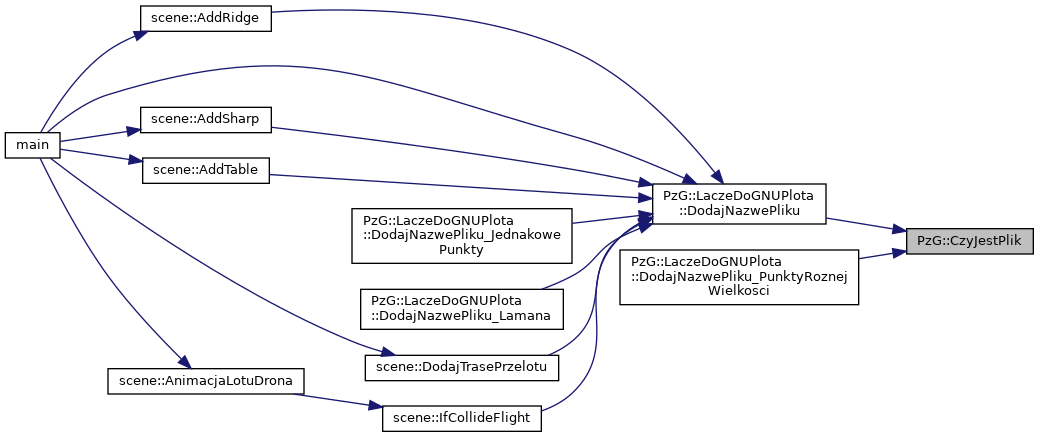 scene::AddRidge
main
scene::AddSharp
scene::AddTable
PzG::LaczeDoGNUPlota
::DodajNazwePliku
PzG::LaczeDoGNUPlota
::DodajNazwePliku_Jednakowe
Punkty
PzG::CzyJestPlik
PzG::LaczeDoGNUPlota
::DodajNazwePliku_PunktyRoznej
Wielkosci
PzG::LaczeDoGNUPlota
::DodajNazwePliku_Lamana
scene::DodajTrasePrzelotu
scene::AnimacjaLotuDrona
scene::IfCollideFlight